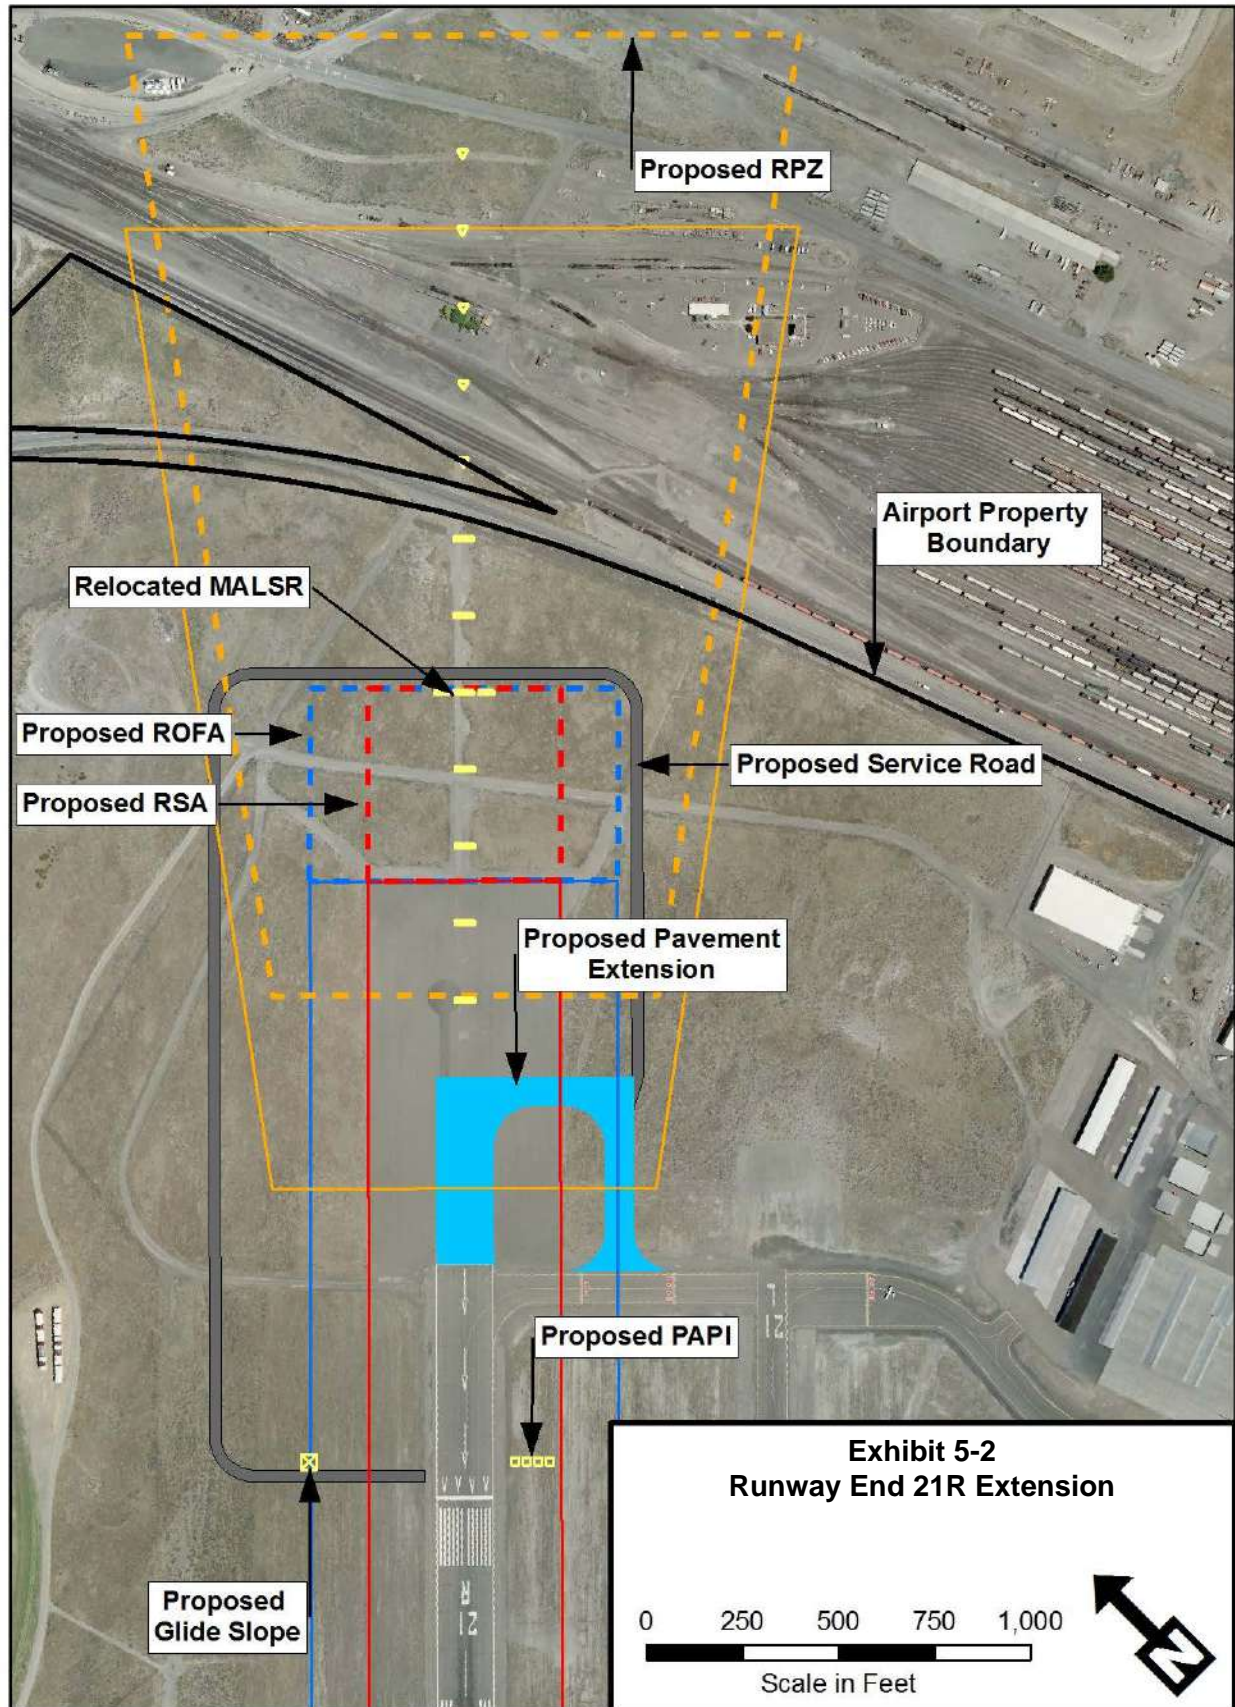 Proposed RPZ
Airport Property
Boundary
Relocated MALSR
Proposed ROFA
Proposed Service Road
Proposed RSA
Proposed Pavement
Extension
Proposed PAPI
Proposed
Glide Slope
21
L
21
R
Exhibit 5-2
Runway End 21R Extension
0 250 500 750 1,000
Scale in Feet
N